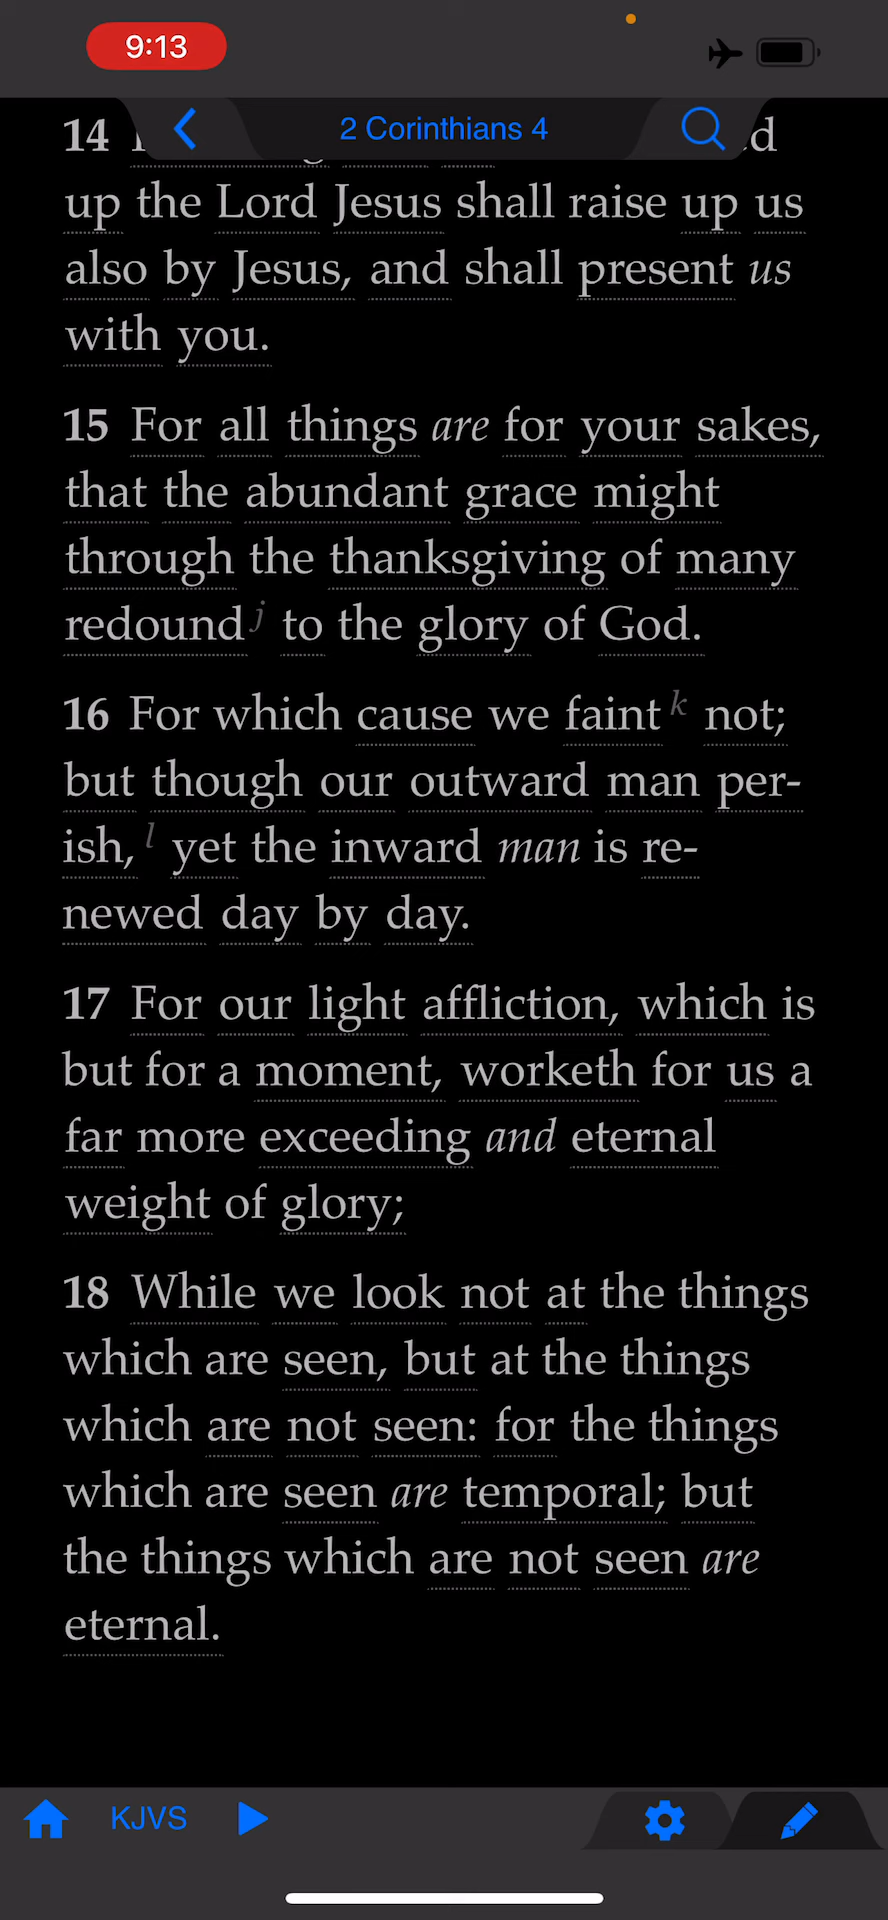 9:13
2 Corinthians 4
14
up the Lord Jesus shall raise up us
also by Jesus, and shall present us
with you.
15 For all things are for your sakes,
that the abundant grace might
through the thanksgiving of many
redound j to the glory of God.
16 For which cause we faint k not;
but though our outward man per-
ish, l yet the inward man is re-
newed day by day.
17 For our light affliction, which is
but for a moment, worketh for us a
far more exceeding and eternal
weight of glory;
18 While we look not at the things
which are seen, but at the things
which are not seen: for the things
which are seen are temporal; but
the things which are not seen are
eternal.
KJVS